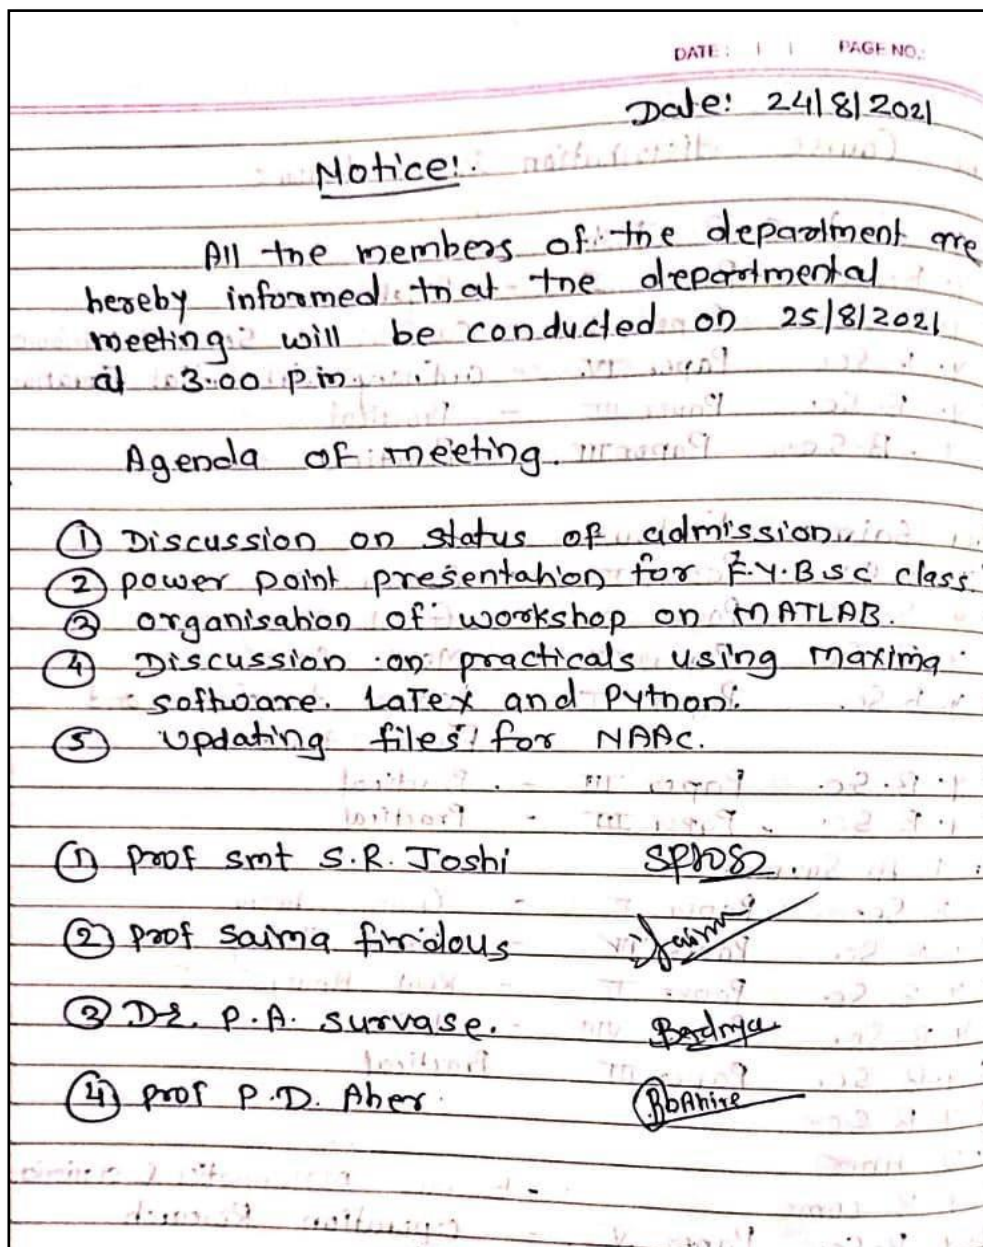 DATE: / / PAGE NO.:
Date: 24/8/2021
Notice:
All the members of the department are
hereby informed that the departmental
meeting will be conducted on 25/8/2021
at 3.00 p.m.
Agenda of meeting.
① Discussion on status of admission.
② power point presentation for F.Y.B sc class
③ organisation of workshop on MATLAB.
④ Discussion on practicals using maxima
software. LaTex and Python.
⑤ updating files for NAAC.
① prof smt S.R. Joshi
② prof saima firdous
③ Dr. P.A. survase.
④ prof P.D. Aher.